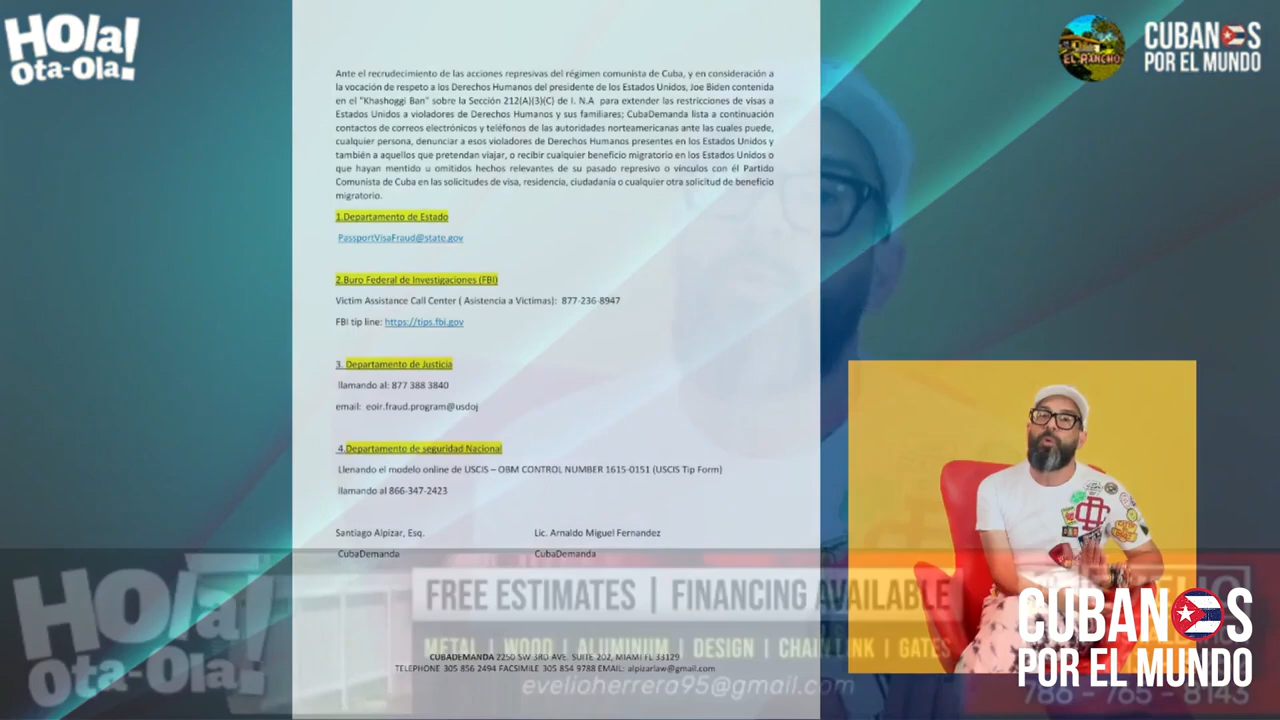 Hola!
Ota-Ola!
EL RANCHO
CUBANOS
POR EL MUNDO
Ante el recrudecimiento de las acciones represivas del régimen comunista de Cuba, y en consideración a
la vocación de respeto a los Derechos Humanos del presidente de los Estados Unidos, Joe Biden contenida
en el "Khashoggi Ban" sobre la Sección 212(A)(3)(C) de I. N.A para extender las restricciones de visas a
Estados Unidos a violadores de Derechos Humanos y sus familiares; CubaDemanda lista a continuación
contactos de correos electrónicos y teléfonos de las autoridades norteamericanas ante las cuales puede,
cualquier persona, denunciar a esos violadores de Derechos Humanos presentes en los Estados Unidos y
también a aquellos que pretendan viajar, o recibir cualquier beneficio migratorio en los Estados Unidos o
que hayan mentido u omitidos hechos relevantes de su pasado represivo o vínculos con él Partido
Comunista de Cuba en las solicitudes de visa, residencia, ciudadanía o cualquier otra solicitud de beneficio
migratorio.
1.Departamento de Estado
PassportVisaFraud@state.gov
2.Buro Federal de Investigaciones (FBI)
Victim Assistance Call Center ( Asistencia a Victimas): 877-236-8947
FBI tip line: https://tips.fbi.gov
3. Departamento de Justicia
llamando al: 877 388 3840
email: eoir.fraud.program@usdoj
4.Departamento de seguridad Nacional
Llenando el modelo online de USCIS – OBM CONTROL NUMBER 1615-0151 (USCIS Tip Form)
llamando al 866-347-2423
Santiago Alpizar, Esq. Lic. Arnaldo Miguel Fernandez
CubaDemanda CubaDemanda
Hola!
Ota-Ola!
FREE ESTIMATES | FINANCING AVAILABLE
METAL | WOOD | ALUMINUM | DESIGN | CHAIN LINK | GATES
CUBADEMANDA 2250 SW 3RD AVE. SUITE 202, MIAMI FL 33129
TELEPHONE 305 856 2494 FACSIMILE 305 854 9788 EMAIL: alpizarlaw@gmail.com
evelioherrera95@gmail.com
CUBANOS
POR EL MUNDO
786 - 765 - 8143